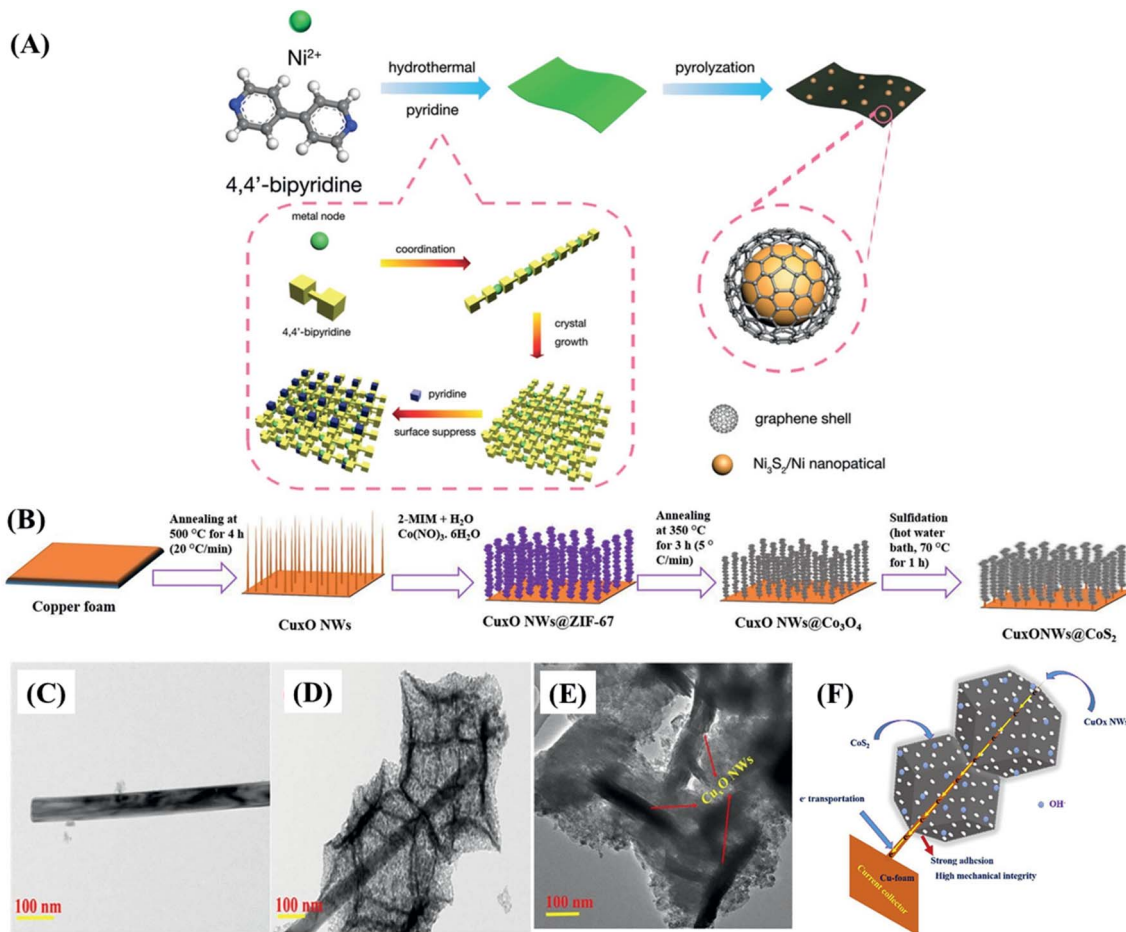 (A)
Ni²⁺
hydrothermal
pyridine
pyrolyzation
4,4’-bipyridine
metal node
coordination
4,4’-bipyridine
crystal
growth
pyridine
surface suppress
graphene shell
Ni₃S₂/Ni nanopatical
(B)
Annealing at
500 °C for 4 h
(20 °C/min)
2-MIM + H₂O
Co(NO)₃. 6H₂O
Annealing
at 350 °C
for 3 h (5 °
C/min)
Sulfidation
(hot water
bath, 70 °C
for 1 h)
Copper foam
CuxO NWs
CuxO NWs@ZIF-67
CuxO NWs@Co₃O₄
CuxONWs@CoS₂
(C)
100 nm
(D)
100 nm
(E)
CuₓO NWs
100 nm
(F)
CuOx NWs
CoS₂
OH⁻
e⁻ transportation
Strong adhesion
High mechanical integrity
Cu-foam
Current collector